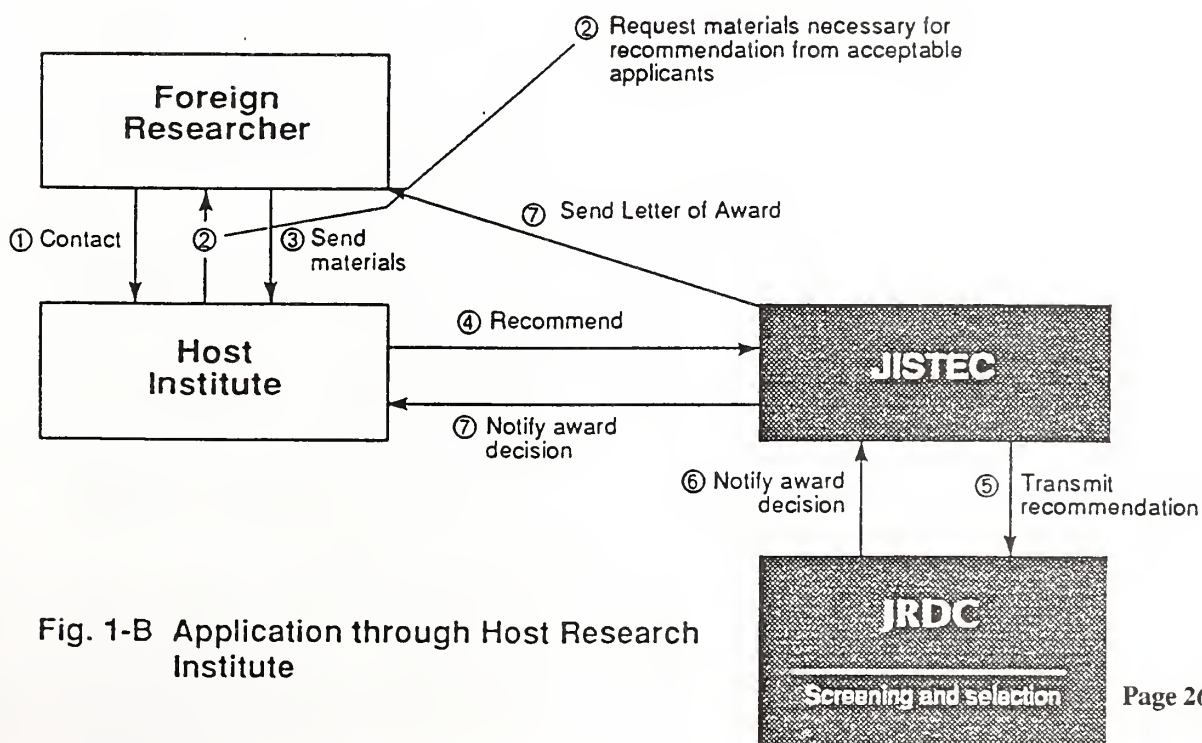 ② Request materials necessary for
recommendation from acceptable
applicants
Foreign
Researcher
① Contact
②
③ Send
materials
⑦ Send Letter of Award
Host
Institute
④ Recommend
JISTEC
⑦ Notify award
decision
⑥ Notify award
decision
⑤ Transmit
recommendation
JRDC
Screening and selection
Fig. 1-B Application through Host Research
Institute
Page 26